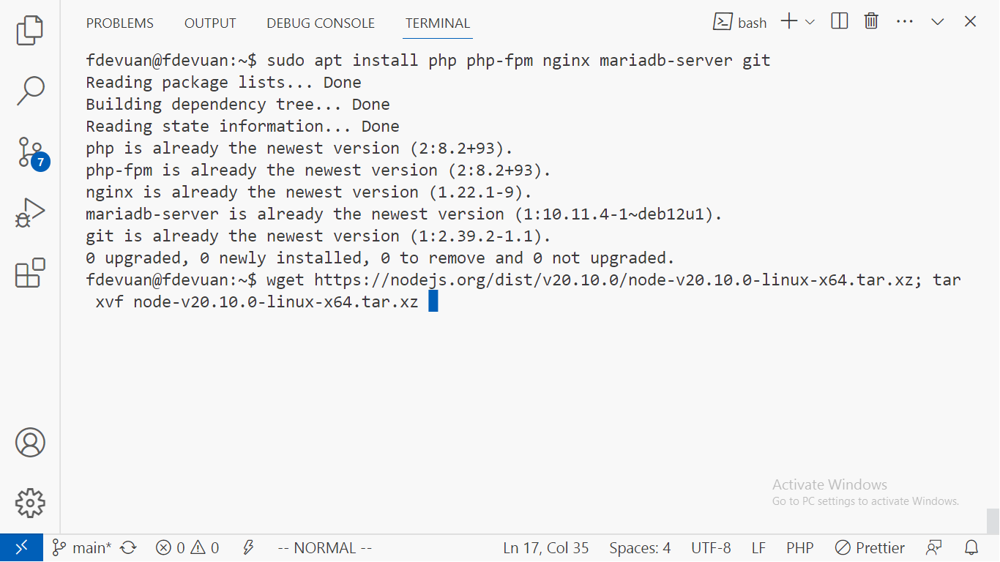 PROBLEMS OUTPUT DEBUG CONSOLE TERMINAL bash
fdevuan@fdevuan:~$ sudo apt install php php-fpm nginx mariadb-server git
Reading package lists... Done
Building dependency tree... Done
Reading state information... Done
php is already the newest version (2:8.2+93).
php-fpm is already the newest version (2:8.2+93).
nginx is already the newest version (1.22.1-9).
mariadb-server is already the newest version (1:10.11.4-1~deb12u1).
git is already the newest version (1:2.39.2-1.1).
0 upgraded, 0 newly installed, 0 to remove and 0 not upgraded.
fdevuan@fdevuan:~$ wget https://nodejs.org/dist/v20.10.0/node-v20.10.0-linux-x64.tar.xz; tar
xvf node-v20.10.0-linux-x64.tar.xz
7
Activate Windows
Go to PC settings to activate Windows.
main* 0 0 -- NORMAL -- Ln 17, Col 35 Spaces: 4 UTF-8 LF PHP Prettier